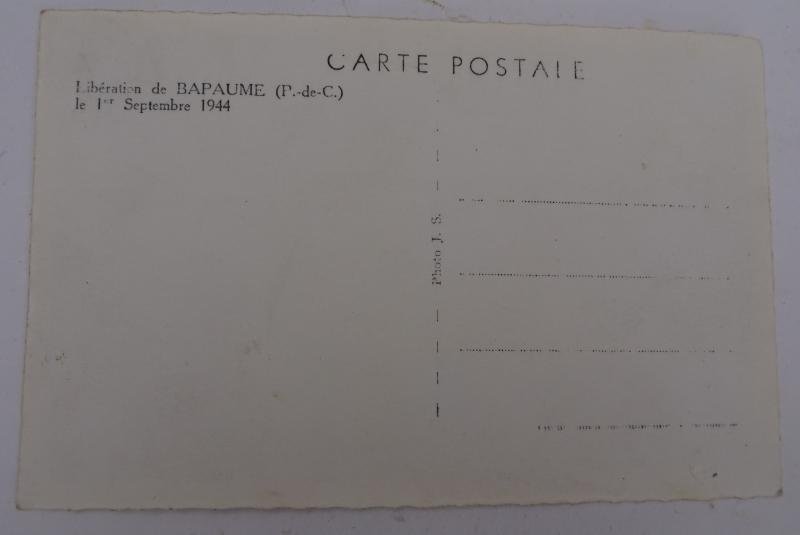 CARTE POSTALE
Libération de BAPAUME (P.-de-C.)
le 1er Septembre 1944
Photo J. S.